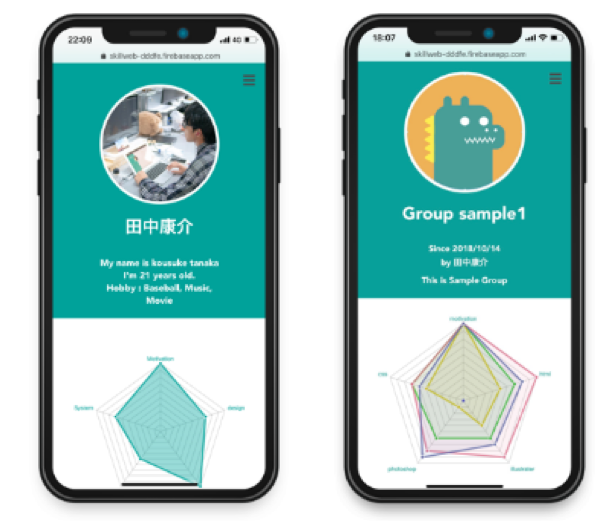 22:09
4G
skillweb-dddfe.firebaseapp.com
田中康介
My name is kousuke tanaka
I'm 21 years old.
Hobby : Baseball, Music,
Movie
Motivation
System
design
18:07
skillweb-dddfe.firebaseapp.com
Group sample1
Since 2018/10/14
by 田中康介
This is Sample Group
motivation
css
html
photoshop
illustrator